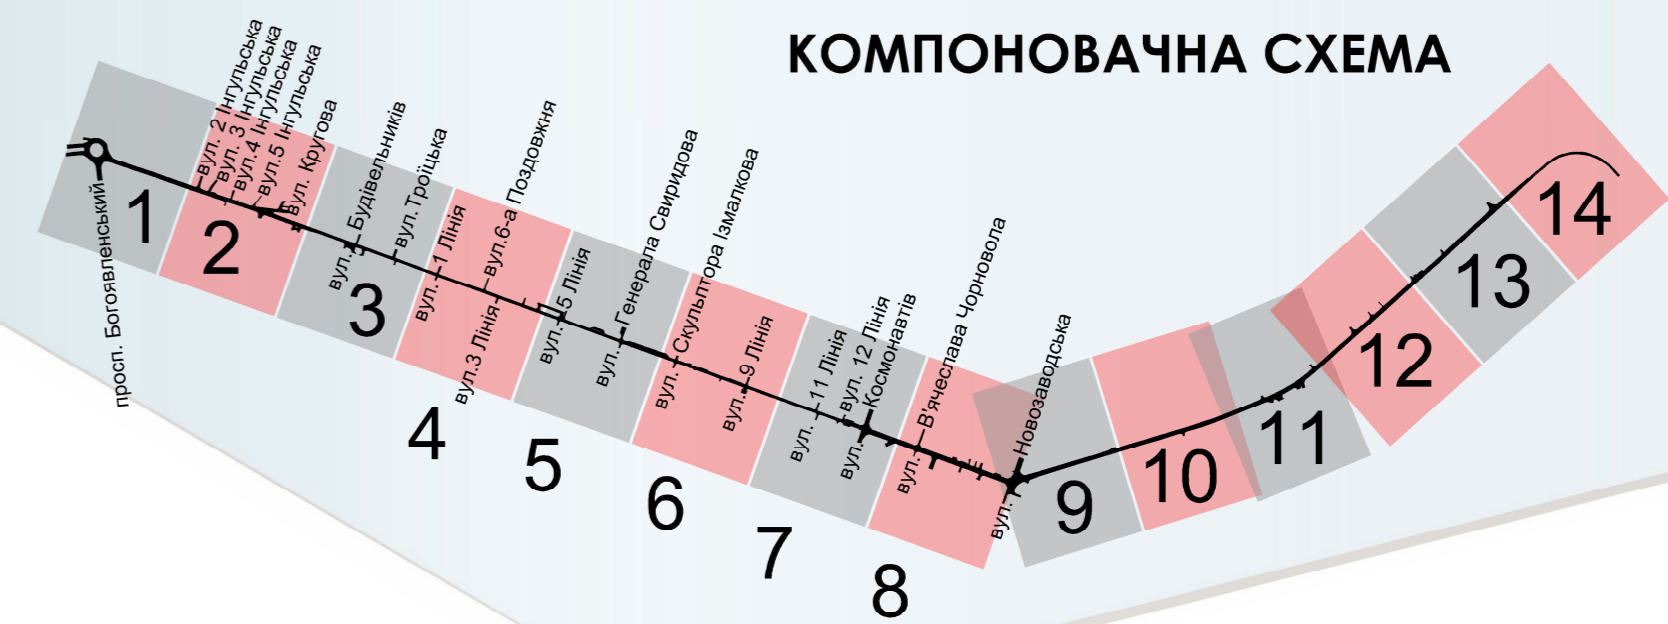 КОМПОНОВАЧНА СХЕМА
просп. Богоявленський
1
вул. 2 Інгульська
вул. 3 Інгульська
вул.4 Інгульська
вул.5 Інгульська
вул. Кругова
2
вул. Будівельників
вул. Троїцька
3
вул. 1 Лінія
вул.6-а Поздовжня
вул.3 Лінія
4
вул. 5 Лінія
вул. Генерала Свиридова
5
вул. Скульптора Ізмалкова
вул. 9 Лінія
6
вул. 11 Лінія
вул. 12 Лінія
вул. Космонавтів
7
вул. В'ячеслава Чорновола
8
вул. Новозаводська
9
10
11
12
13
14